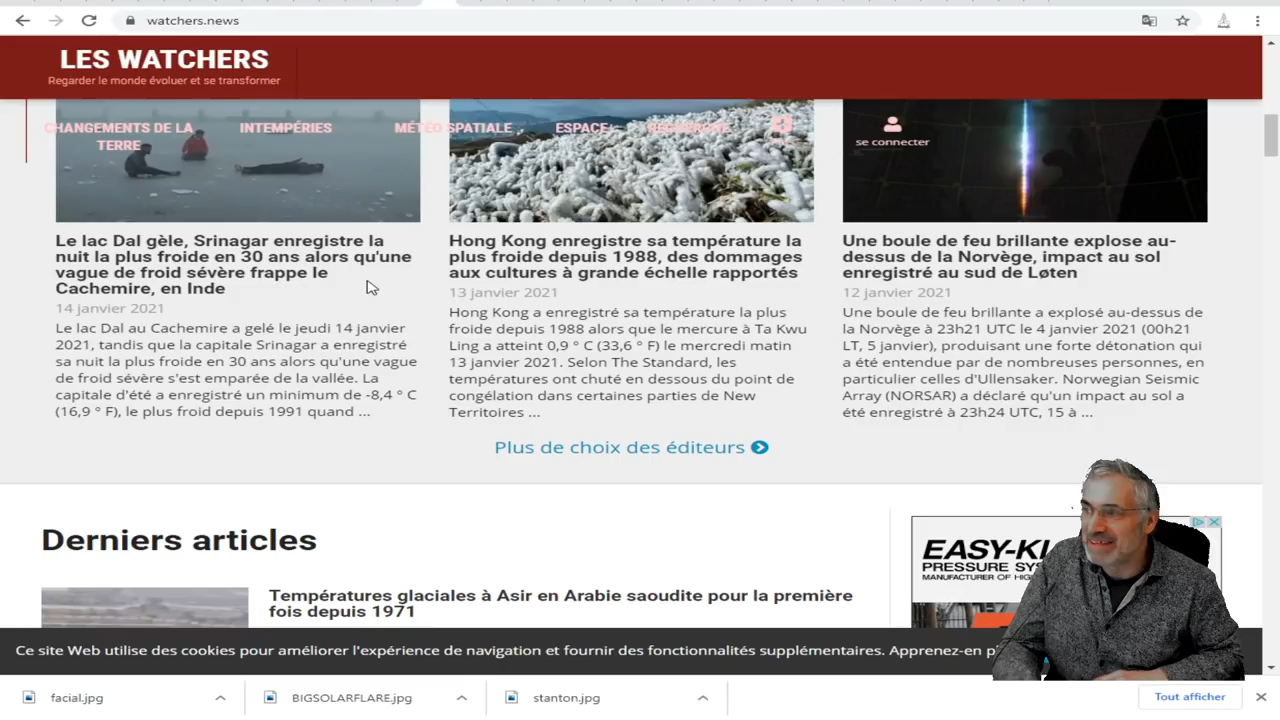 watchers.news
LES WATCHERS
Regarder le monde évoluer et se transformer
CHANGEMENTS DE LA
TERRE
INTEMPÉRIES
MÉTÉO SPATIALE
ESPACE
se connecter
Le lac Dal gèle, Srinagar enregistre la
nuit la plus froide en 30 ans alors qu'une
vague de froid sévère frappe le
Cachemire, en Inde
14 janvier 2021
Le lac Dal au Cachemire a gelé le jeudi 14 janvier
2021, tandis que la capitale Srinagar a enregistré
sa nuit la plus froide en 30 ans alors qu'une vague
de froid sévère s'est emparée de la vallée. La
capitale d'été a enregistré un minimum de -8,4 ° C
(16,9 ° F), le plus froid depuis 1991 quand ...
Hong Kong enregistre sa température la
plus froide depuis 1988, des dommages
aux cultures à grande échelle rapportés
13 janvier 2021
Hong Kong a enregistré sa température la plus
froide depuis 1988 alors que le mercure à Ta Kwu
Ling a atteint 0,9 ° C (33,6 ° F) le mercredi matin
13 janvier 2021. Selon The Standard, les
températures ont chuté en dessous du point de
congélation dans certaines parties de New
Territoires ...
Une boule de feu brillante explose au-
dessus de la Norvège, impact au sol
enregistré au sud de Løten
12 janvier 2021
Une boule de feu brillante a explosé au-dessus de
la Norvège à 23h21 UTC le 4 janvier 2021 (00h21
LT, 5 janvier), produisant une forte détonation qui
a été entendue par de nombreuses personnes, en
particulier celles d'Ullensaker. Norwegian Seismic
Array (NORSAR) a déclaré qu'un impact au sol a
été enregistré à 23h24 UTC, 15 à ...
Plus de choix des éditeurs
Derniers articles
Températures glaciales à Asir en Arabie saoudite pour la première
fois depuis 1971
PRESSURE
MANUFACTURER OF
Ce site Web utilise des cookies pour améliorer l'expérience de navigation et fournir des fonctionnalités supplémentaires. Apprenez-en
facial.jpg
BIGSOLARFLARE.jpg
stanton.jpg
Tout afficher